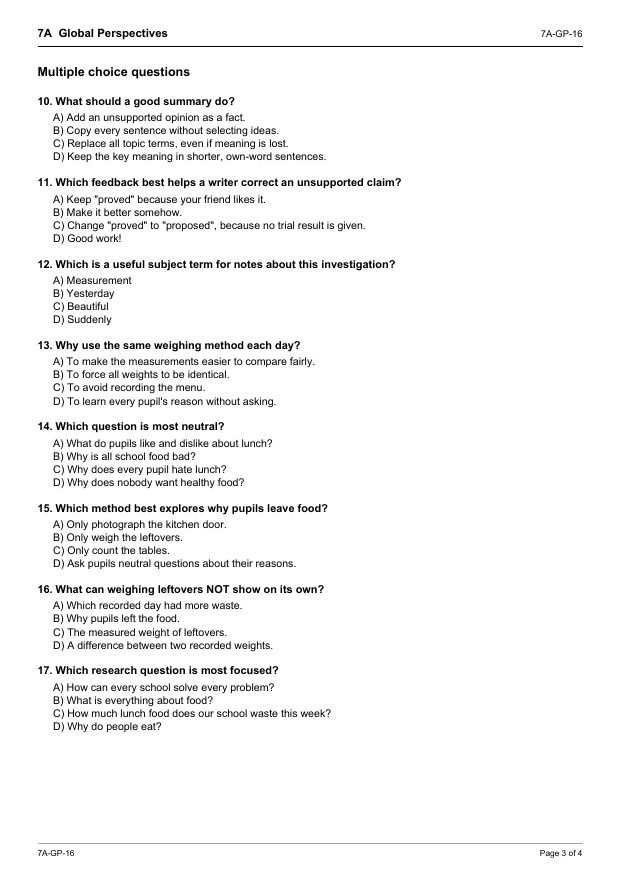 7A Global Perspectives
7A-GP-16
Multiple choice questions
10. What should a good summary do?
A) Add an unsupported opinion as a fact.
B) Copy every sentence without selecting ideas.
C) Replace all topic terms, even if meaning is lost.
D) Keep the key meaning in shorter, own-word sentences.
11. Which feedback best helps a writer correct an unsupported claim?
A) Keep "proved" because your friend likes it.
B) Make it better somehow.
C) Change "proved" to "proposed", because no trial result is given.
D) Good work!
12. Which is a useful subject term for notes about this investigation?
A) Measurement
B) Yesterday
C) Beautiful
D) Suddenly
13. Why use the same weighing method each day?
A) To make the measurements easier to compare fairly.
B) To force all weights to be identical.
C) To avoid recording the menu.
D) To learn every pupil's reason without asking.
14. Which question is most neutral?
A) What do pupils like and dislike about lunch?
B) Why is all school food bad?
C) Why does every pupil hate lunch?
D) Why does nobody want healthy food?
15. Which method best explores why pupils leave food?
A) Only photograph the kitchen door.
B) Only weigh the leftovers.
C) Only count the tables.
D) Ask pupils neutral questions about their reasons.
16. What can weighing leftovers NOT show on its own?
A) Which recorded day had more waste.
B) Why pupils left the food.
C) The measured weight of leftovers.
D) A difference between two recorded weights.
17. Which research question is most focused?
A) How can every school solve every problem?
B) What is everything about food?
C) How much lunch food does our school waste this week?
D) Why do people eat?
7A-GP-16
Page 3 of 4